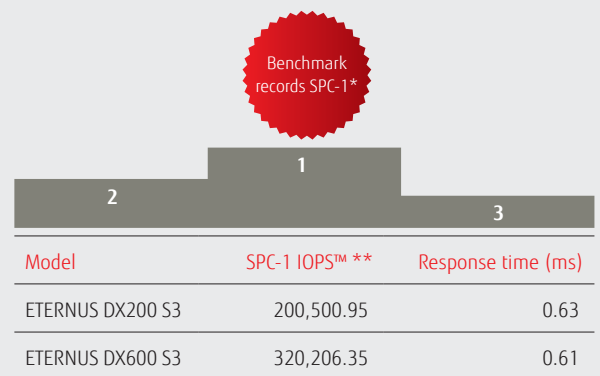 Benchmark
records SPC-1*
1
2
3
Model SPC-1 IOPS™ ** Response time (ms)
ETERNUS DX200 S3 200,500.95 0.63
ETERNUS DX600 S3 320,206.35 0.61